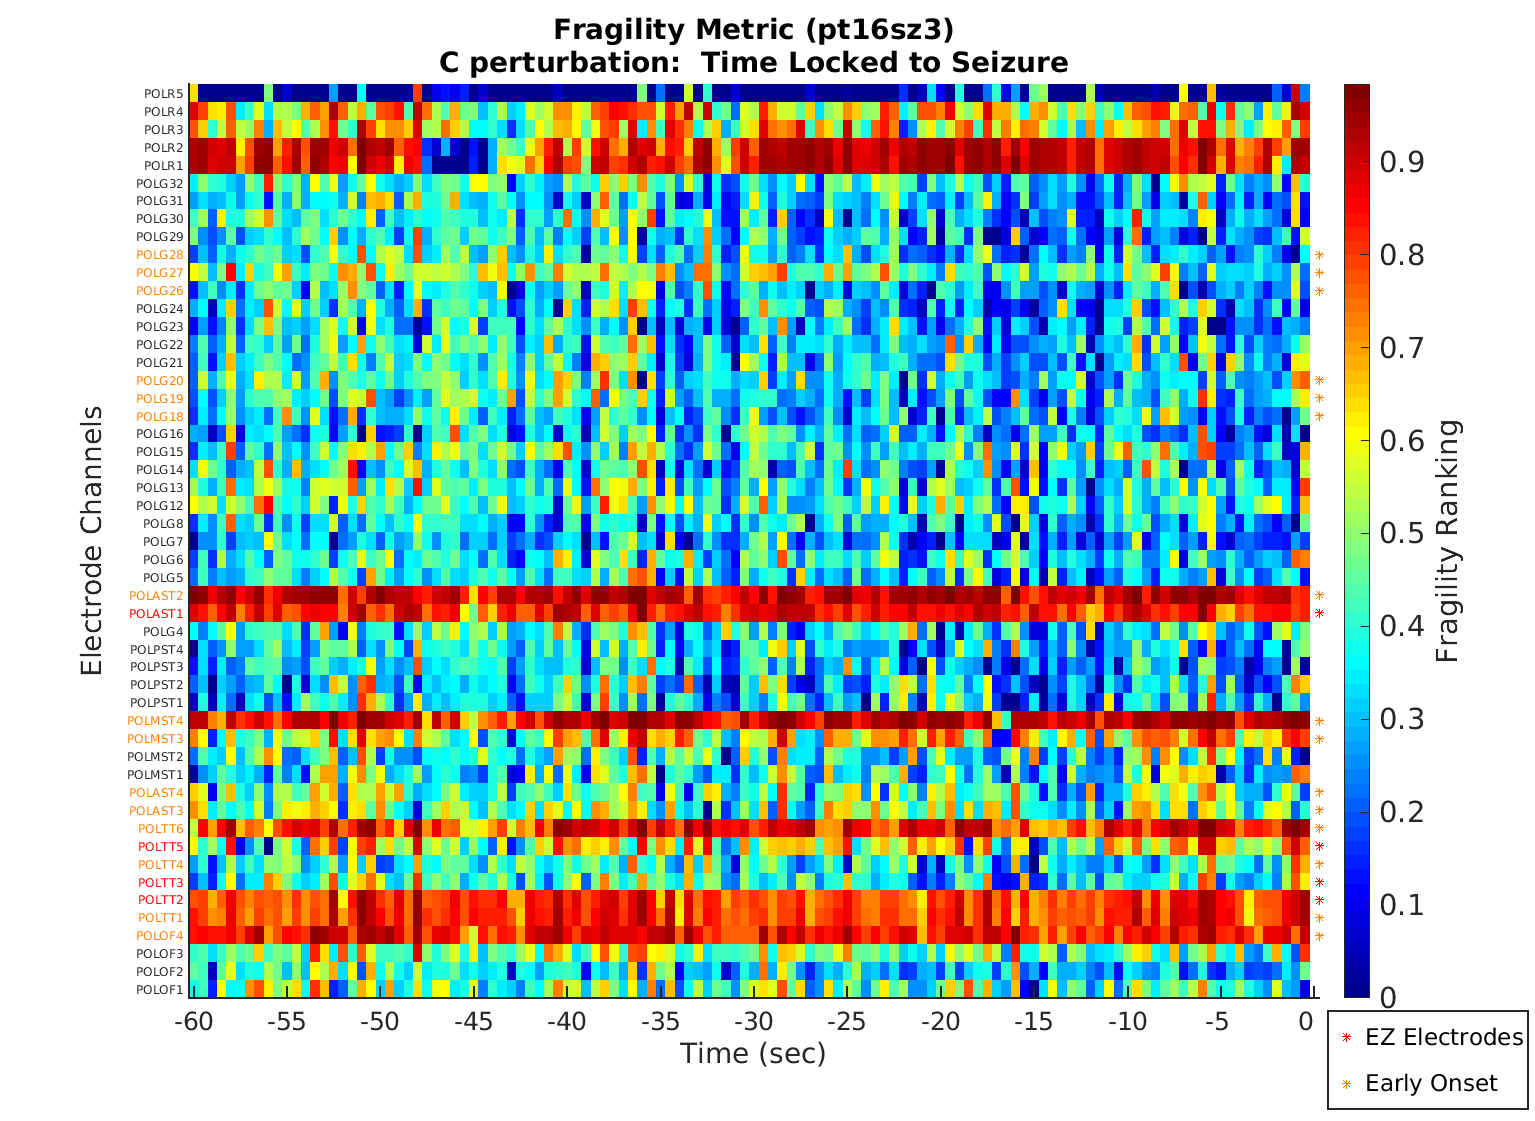 Fragility Metric (pt16sz3)
C perturbation:  Time Locked to Seizure
Electrode Channels
POLR5
POLR4
POLR3
POLR2
POLR1
POLG32
POLG31
POLG30
POLG29
POLG28
POLG27
POLG26
POLG24
POLG23
POLG22
POLG21
POLG20
POLG19
POLG18
POLG16
POLG15
POLG14
POLG13
POLG12
POLG8
POLG7
POLG6
POLG5
POLAST2
POLAST1
POLG4
POLPST4
POLPST3
POLPST2
POLPST1
POLMST4
POLMST3
POLMST2
POLMST1
POLAST4
POLAST3
POLTT6
POLTT5
POLTT4
POLTT3
POLTT2
POLTT1
POLOF4
POLOF3
POLOF2
POLOF1
-60 -55 -50 -45 -40 -35 -30 -25 -20 -15 -10 -5 0
Time (sec)
0.9
0.8
0.7
0.6
0.5
0.4
0.3
0.2
0.1
0
Fragility Ranking
EZ Electrodes
Early Onset